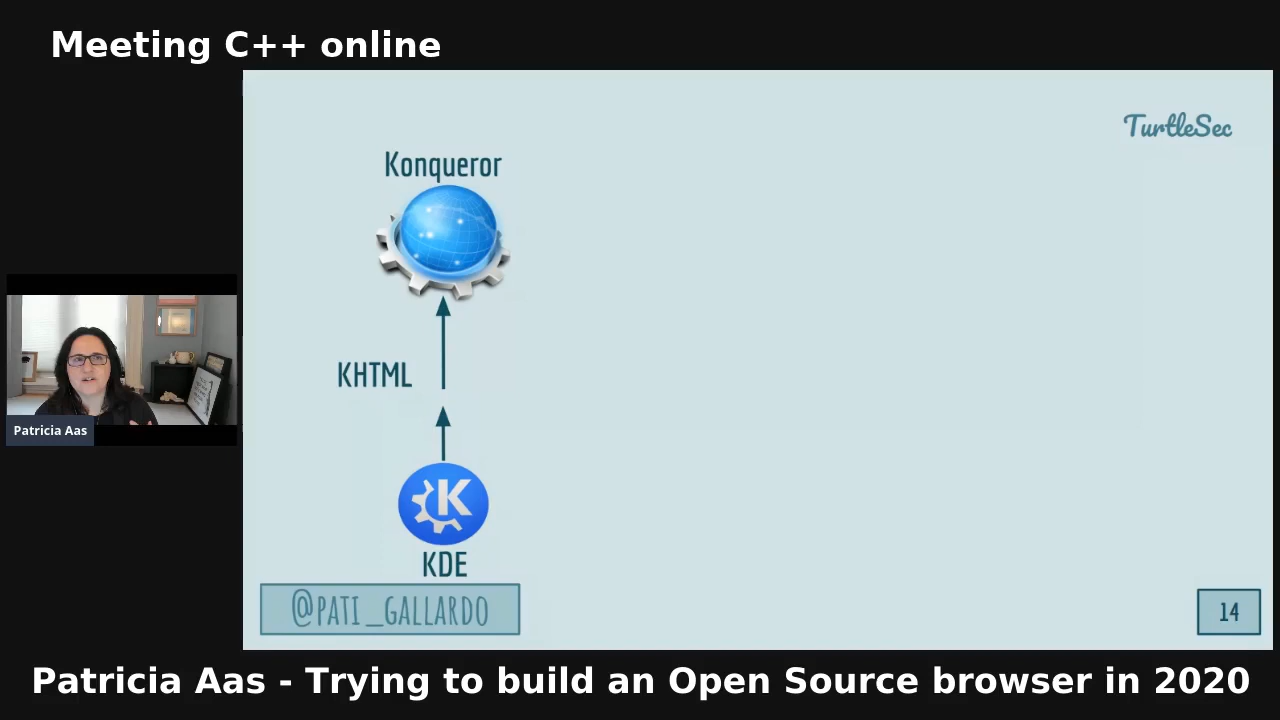 Meeting C++ online
TurtleSec
Konqueror
KHTML
KDE
@PATI_GALLARDO
14
Patricia Aas
Patricia Aas - Trying to build an Open Source browser in 2020